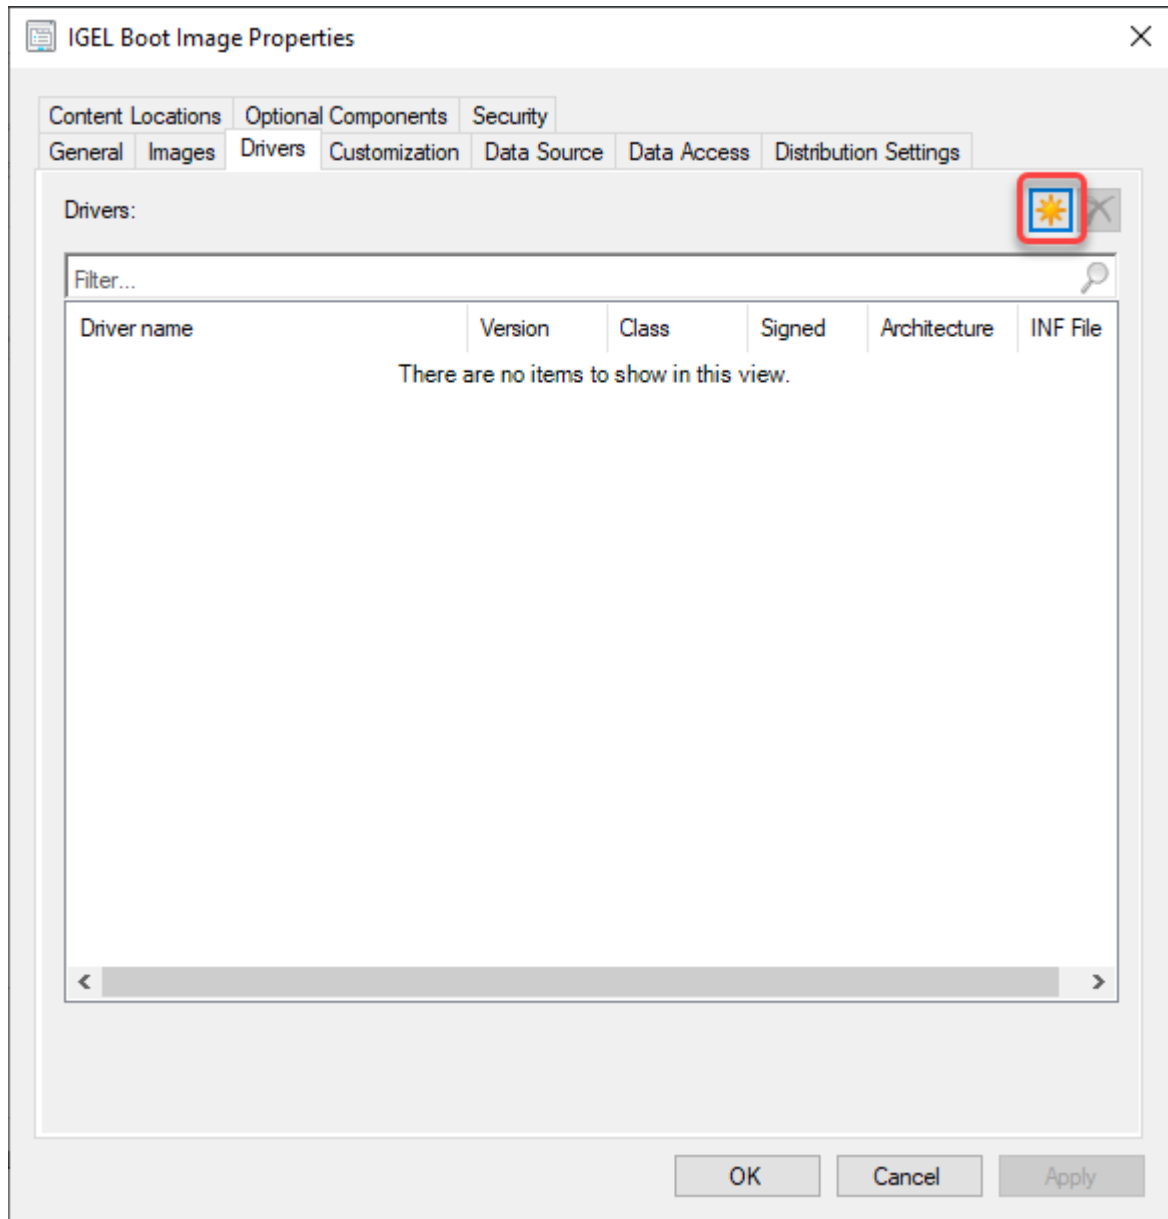 IGEL Boot Image Properties
Content Locations Optional Components Security
General Images Drivers Customization Data Source Data Access Distribution Settings
Drivers:
Filter...
Driver name Version Class Signed Architecture INF File
There are no items to show in this view.
OK Cancel Apply